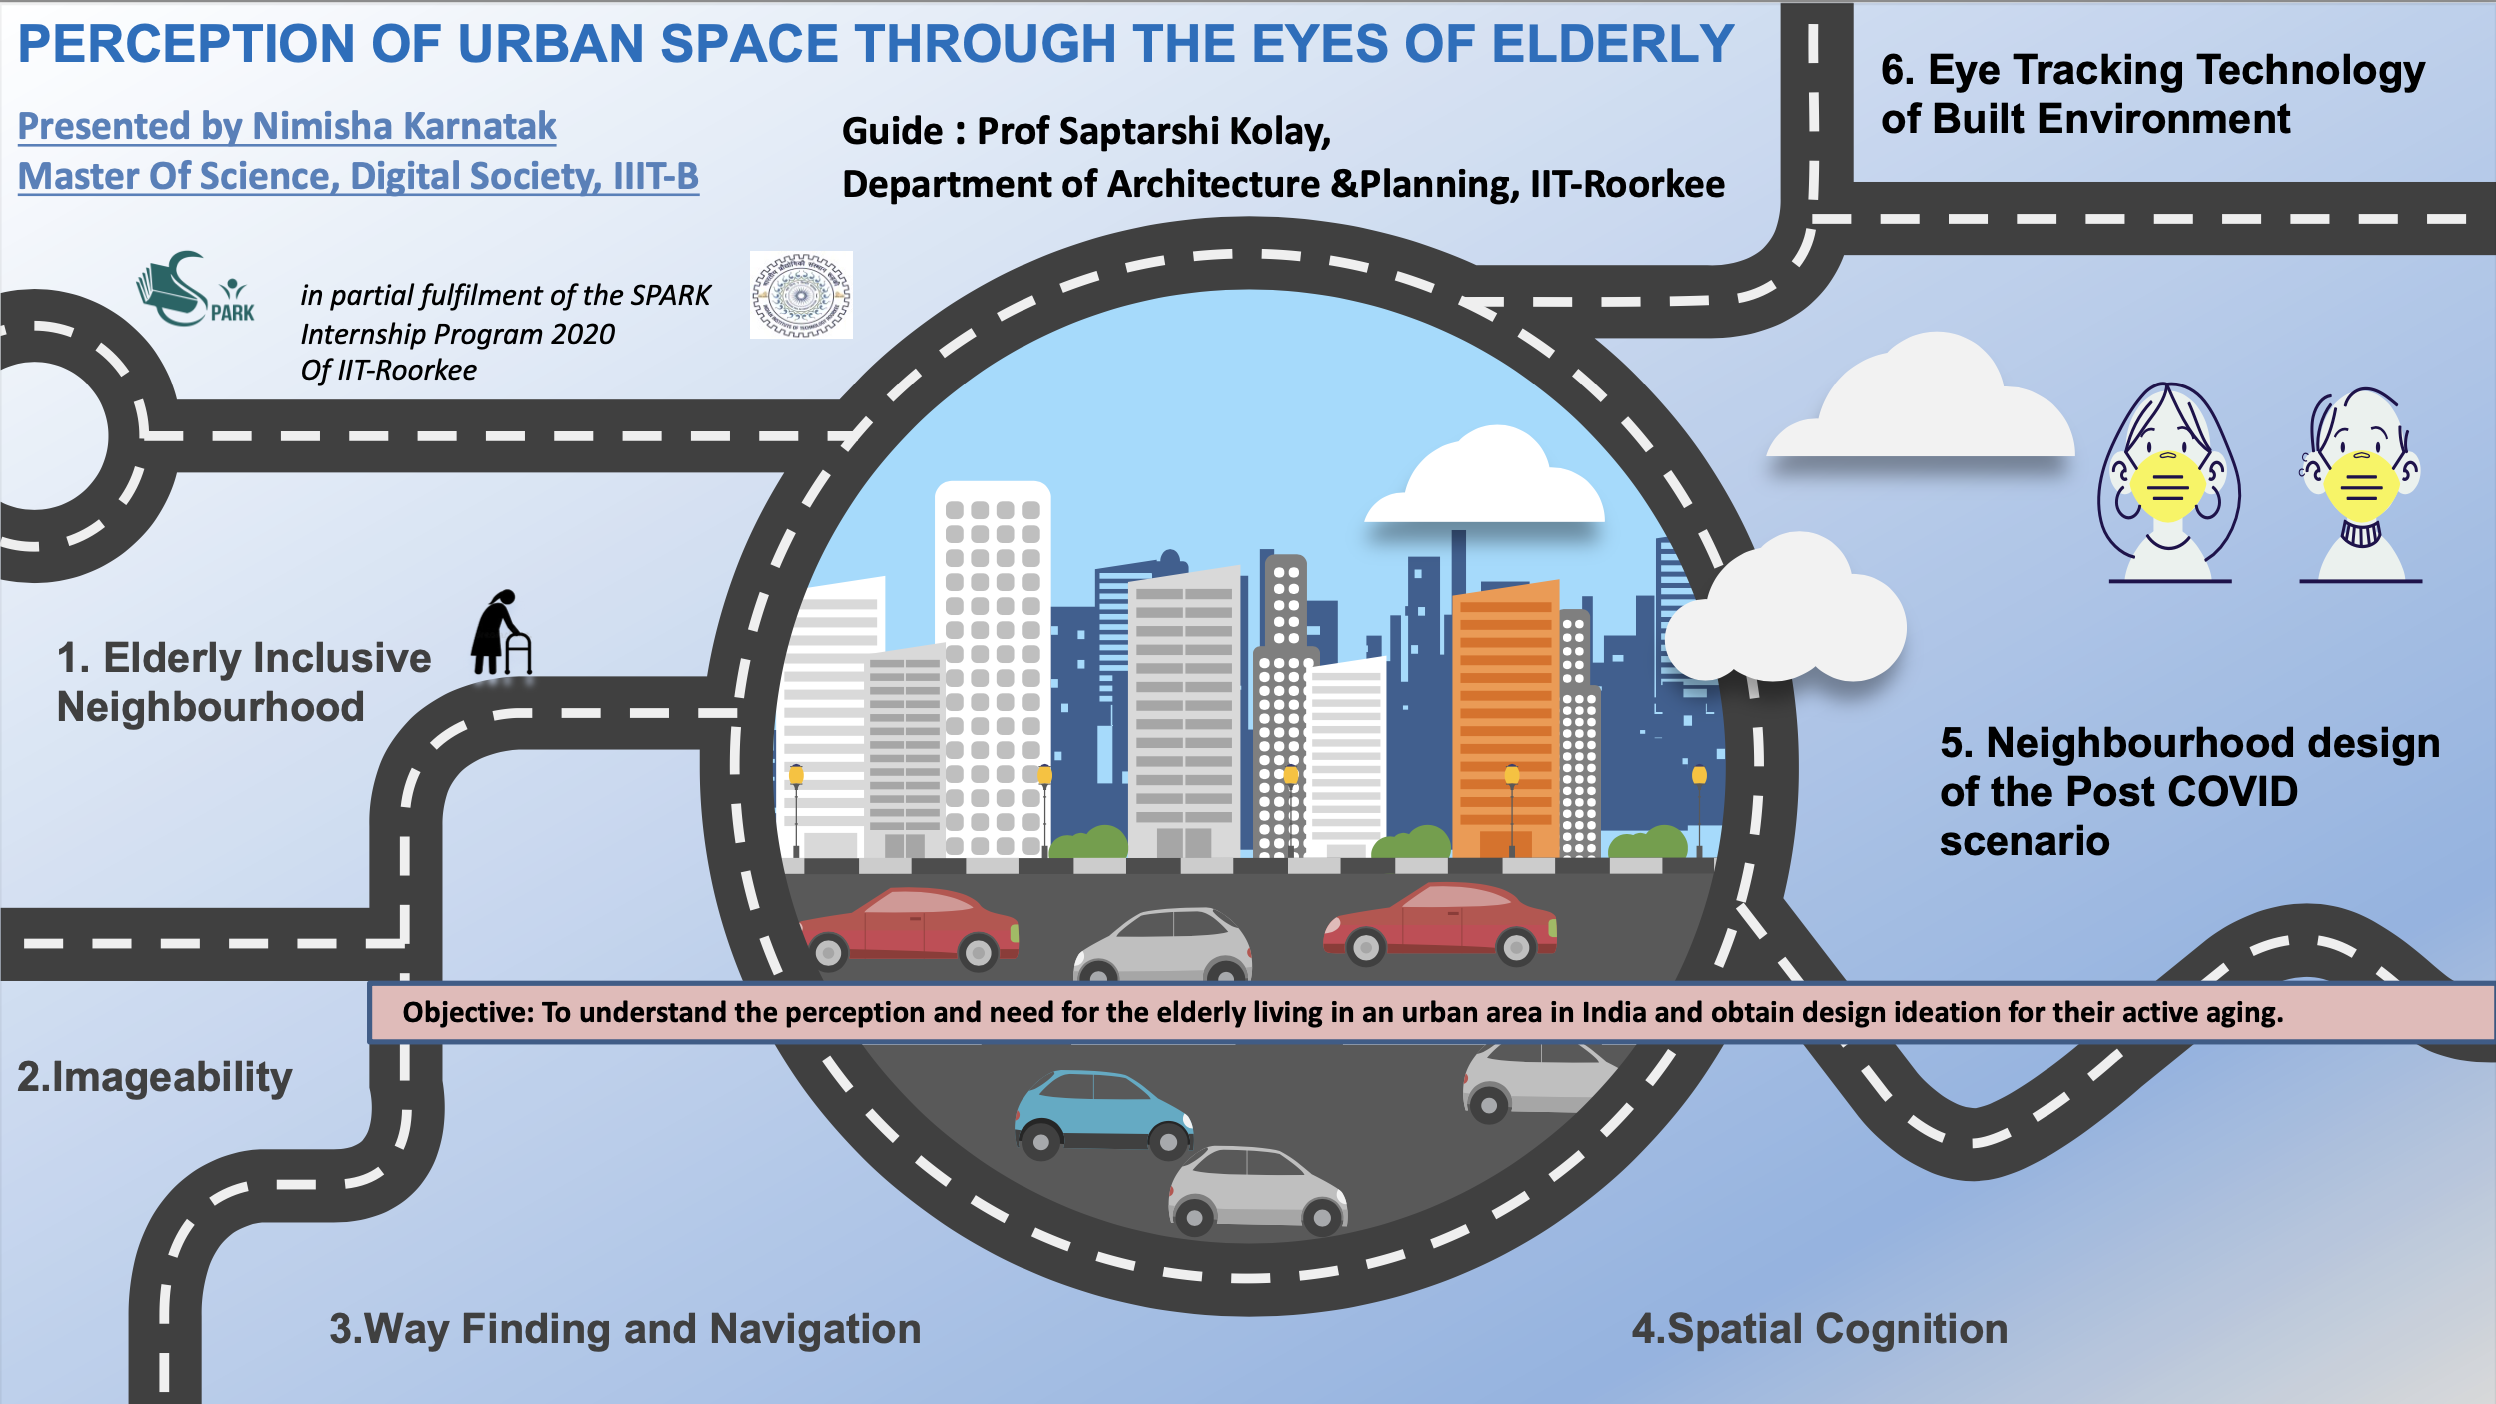 PERCEPTION OF URBAN SPACE THROUGH THE EYES OF ELDERLY
Presented by Nimisha Karnatak
Master Of Science, Digital Society, IIIT-B
Guide : Prof Saptarshi Kolay,
Department of Architecture &Planning, IIT-Roorkee
SPARK
in partial fulfilment of the SPARK
Internship Program 2020
Of IIT-Roorkee
1. Elderly Inclusive
Neighbourhood
2.Imageability
3.Way Finding and Navigation
4.Spatial Cognition
5. Neighbourhood design
of the Post COVID
scenario
6. Eye Tracking Technology
of Built Environment
Objective: To understand the perception and need for the elderly living in an urban area in India and obtain design ideation for their active aging.